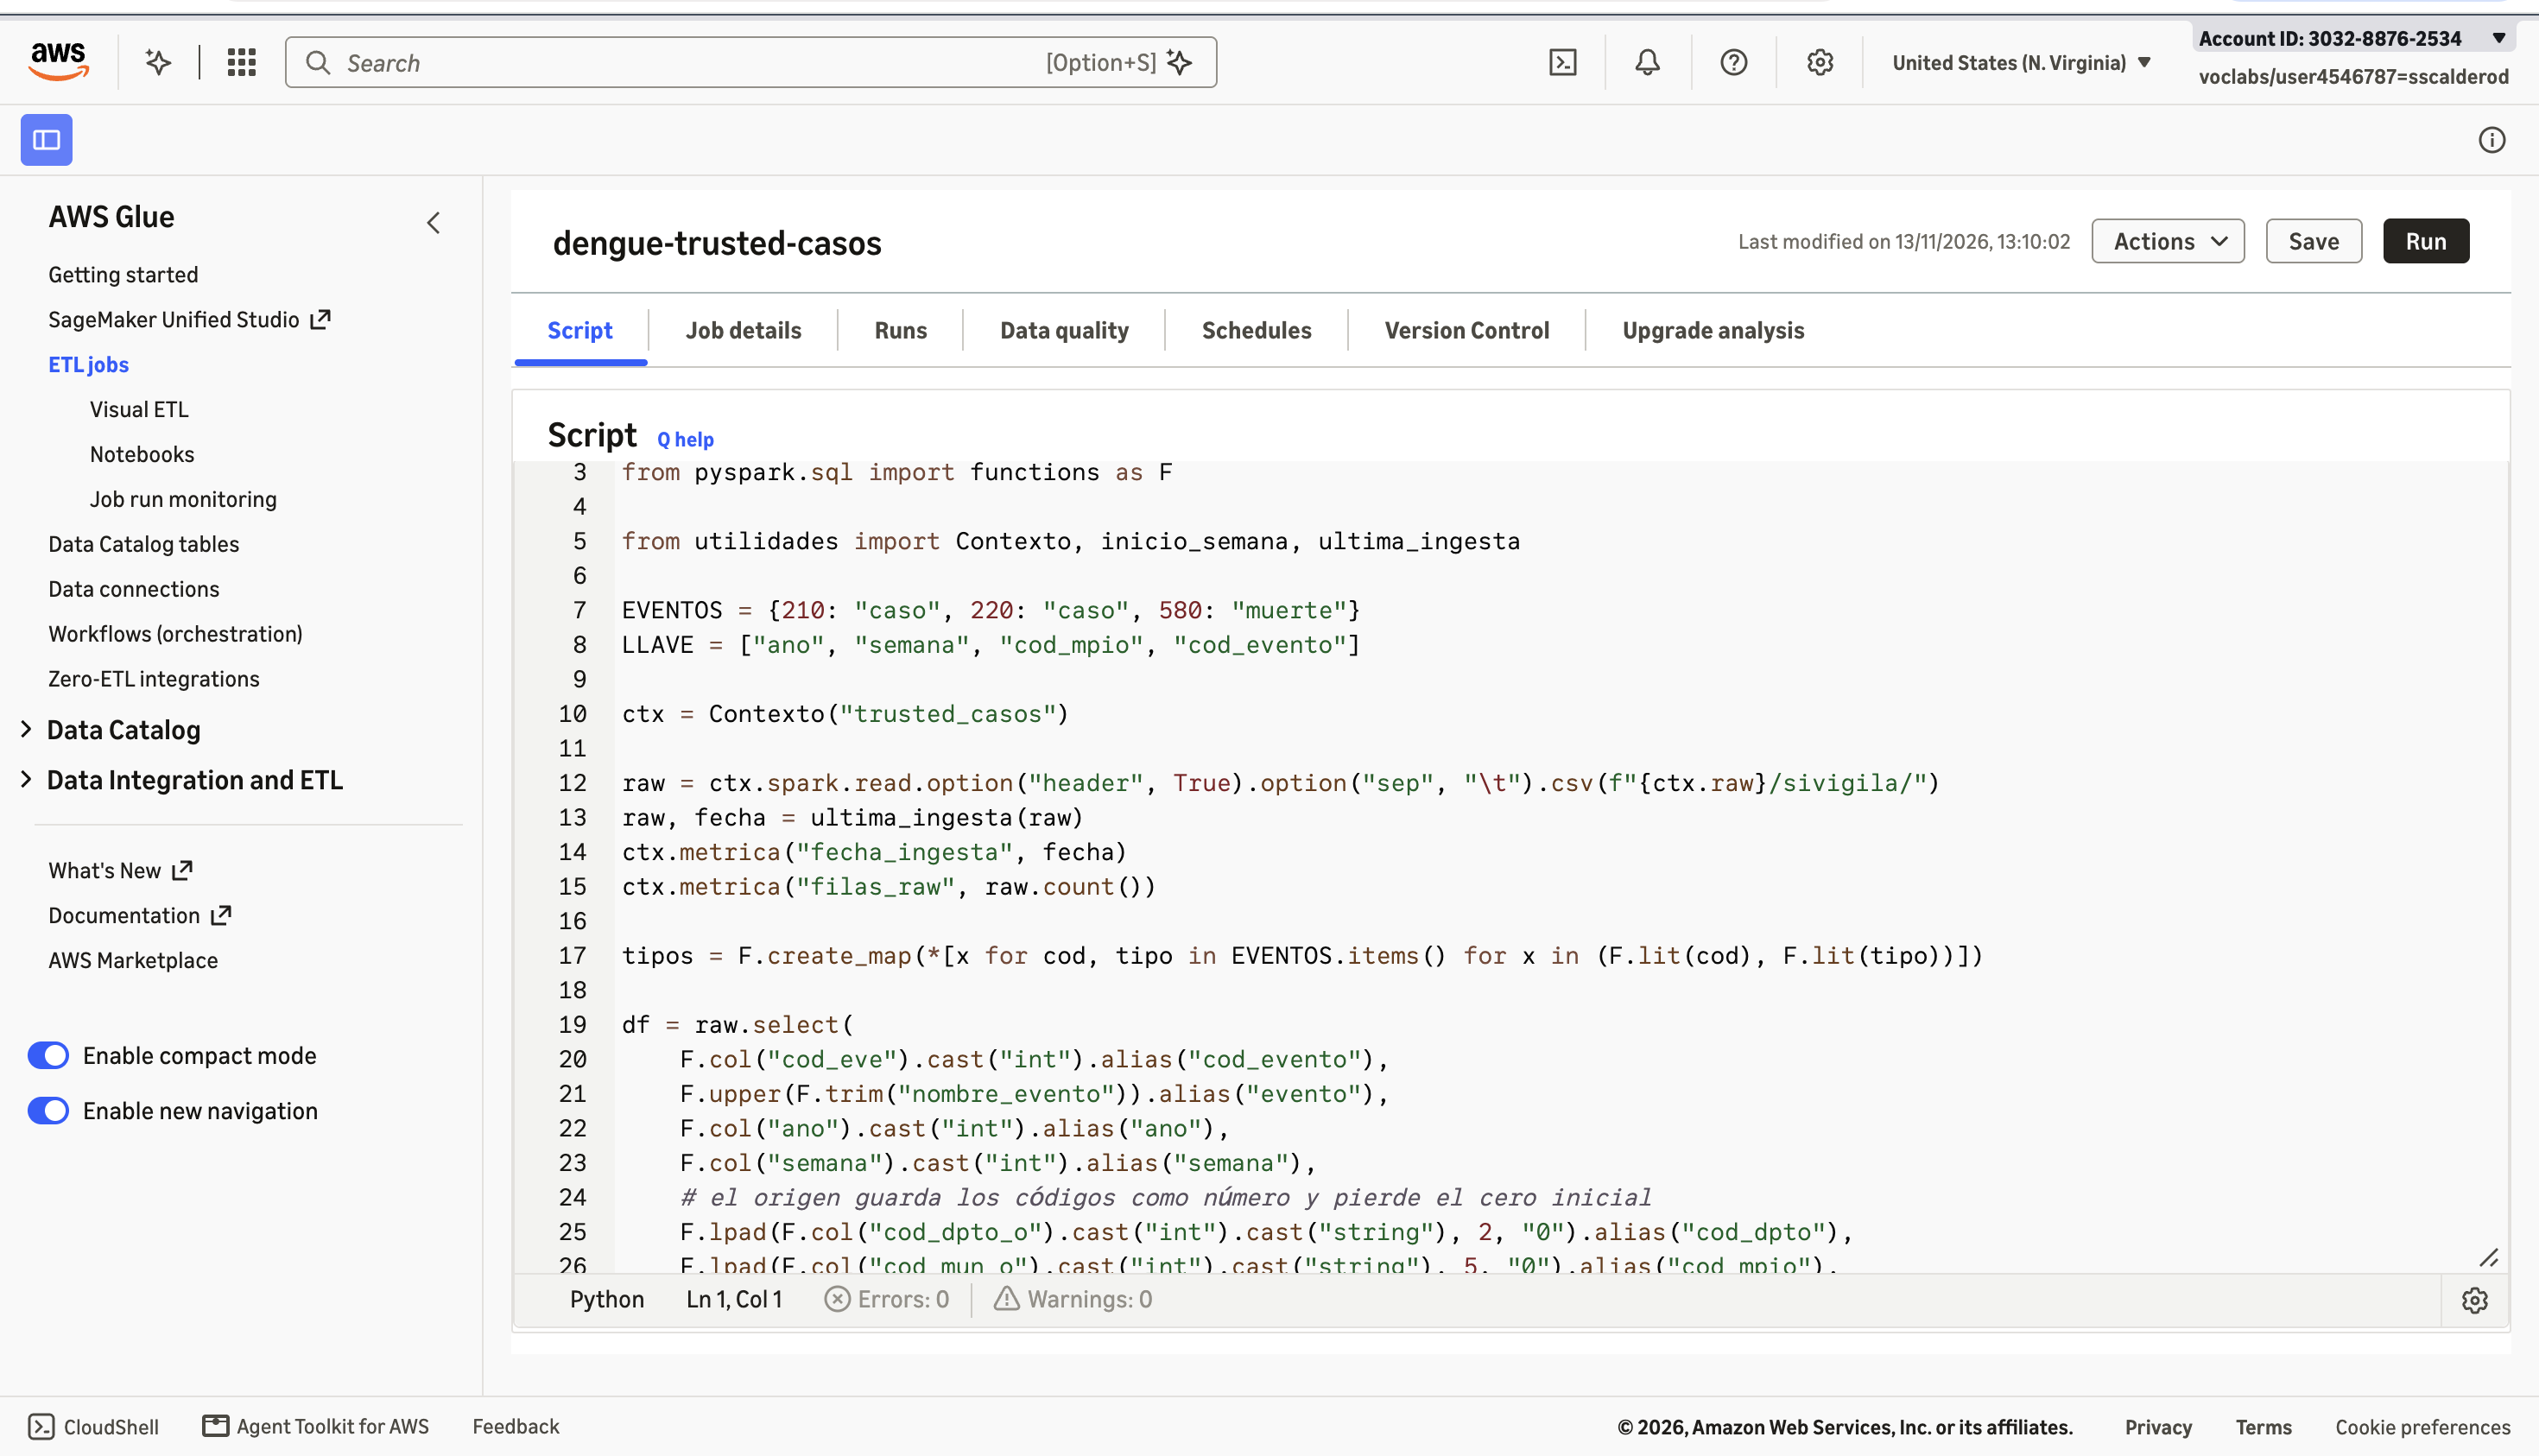 aws
Search
[Option+S]
United States (N. Virginia)
Account ID: 3032-8876-2534
voclabs/user4546787=sscalderod
AWS Glue
Getting started
SageMaker Unified Studio
ETL jobs
Visual ETL
Notebooks
Job run monitoring
Data Catalog tables
Data connections
Workflows (orchestration)
Zero-ETL integrations
Data Catalog
Data Integration and ETL
What's New
Documentation
AWS Marketplace
Enable compact mode
Enable new navigation
dengue-trusted-casos
Last modified on 13/11/2026, 13:10:02
Actions
Save
Run
Script
Job details
Runs
Data quality
Schedules
Version Control
Upgrade analysis
Script
Q help
3 from pyspark.sql import functions as F
4
5 from utilidades import Contexto, inicio_semana, ultima_ingesta
6
7 EVENTOS = {210: "caso", 220: "caso", 580: "muerte"}
8 LLAVE = ["ano", "semana", "cod_mpio", "cod_evento"]
9
10 ctx = Contexto("trusted_casos")
11
12 raw = ctx.spark.read.option("header", True).option("sep", "\t").csv(f"{ctx.raw}/sivigila/")
13 raw, fecha = ultima_ingesta(raw)
14 ctx.metrica("fecha_ingesta", fecha)
15 ctx.metrica("filas_raw", raw.count())
16
17 tipos = F.create_map(*[x for cod, tipo in EVENTOS.items() for x in (F.lit(cod), F.lit(tipo))])
18
19 df = raw.select(
20     F.col("cod_eve").cast("int").alias("cod_evento"),
21     F.upper(F.trim("nombre_evento")).alias("evento"),
22     F.col("ano").cast("int").alias("ano"),
23     F.col("semana").cast("int").alias("semana"),
24     # el origen guarda los códigos como número y pierde el cero inicial
25     F.lpad(F.col("cod_dpto_o").cast("int").cast("string"), 2, "0").alias("cod_dpto"),
26     F.lpad(F.col("cod_mun_o").cast("int").cast("string"), 5, "0").alias("cod_mpio"),
Python
Ln 1, Col 1
Errors: 0
Warnings: 0
CloudShell
Agent Toolkit for AWS
Feedback
© 2026, Amazon Web Services, Inc. or its affiliates.
Privacy
Terms
Cookie preferences